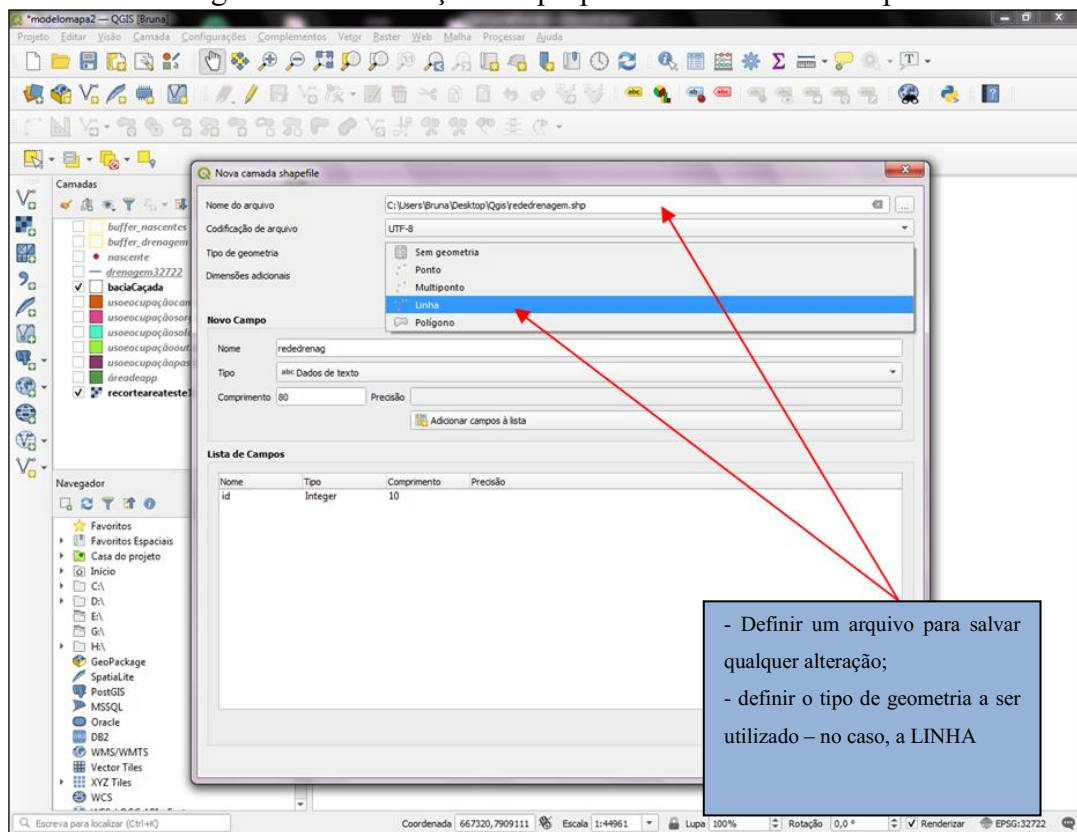 *modelomapa2 — QGIS [Bruna]
Projeto Editar Visão Camada Configurações Complementos Vetor Raster Web Malha Processar Ajuda
Nova camada shapefile
Camadas
buffer_nascentes
buffer_drenagem
nascente
drenagem32722
baciaCaçada
usoeocupaçãocan
usoeocupaçãosor
usoeocupaçãosol
usoeocupaçãoout
usoeocupaçãopas
áreadeapp
recorteareateste1
Nome do arquivo
C:\Users\Bruna\Desktop\Qgis\rededrenagem.shp
Codificação de arquivo
UTF-8
Tipo de geometria
Sem geometria
Ponto
Multiponto
Linha
Polígono
Dimensões adicionais
Novo Campo
Nome rededrenag
Tipo abc Dados de texto
Comprimento 80 Precisão
Adicionar campos à lista
Lista de Campos
Nome Tipo Comprimento Precisão
id Integer 10
Navegador
Favoritos
Favoritos Espaciais
Casa do projeto
Início
C:\
D:\
E:\
G:\
H:\
GeoPackage
SpatiaLite
PostGIS
MSSQL
Oracle
DB2
WMS/WMTS
Vector Tiles
XYZ Tiles
WCS
- Definir um arquivo para salvar
qualquer alteração;
- definir o tipo de geometria a ser
utilizado – no caso, a LINHA
Escreva para localizar (Ctrl+K)
Coordenada 667320,7909111 Escala 1:44961 Lupa 100% Rotação 0,0 ° Renderizar EPSG:32722